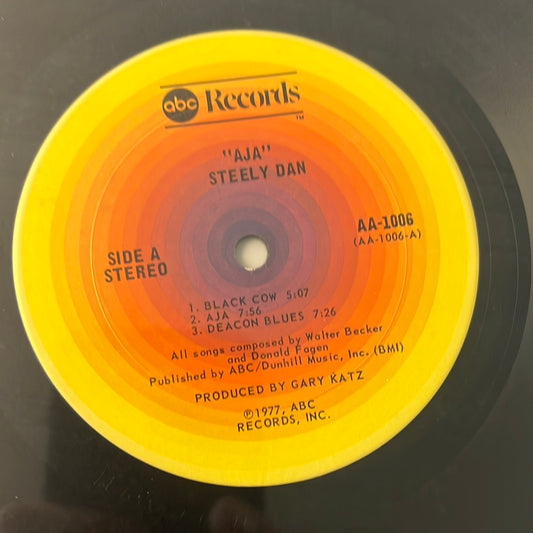 abc Records
TM
"AJA"
STEELY DAN
AA-1006
(AA-1006-A)
SIDE A
STEREO
1. BLACK COW 5:07
2. AJA 7:56
3. DEACON BLUES 7:26
All songs composed by Walter Becker
and Donald Fagen
Published by ABC/Dunhill Music, Inc. (BMI)
PRODUCED BY GARY KATZ
℗1977, ABC
RECORDS, INC.